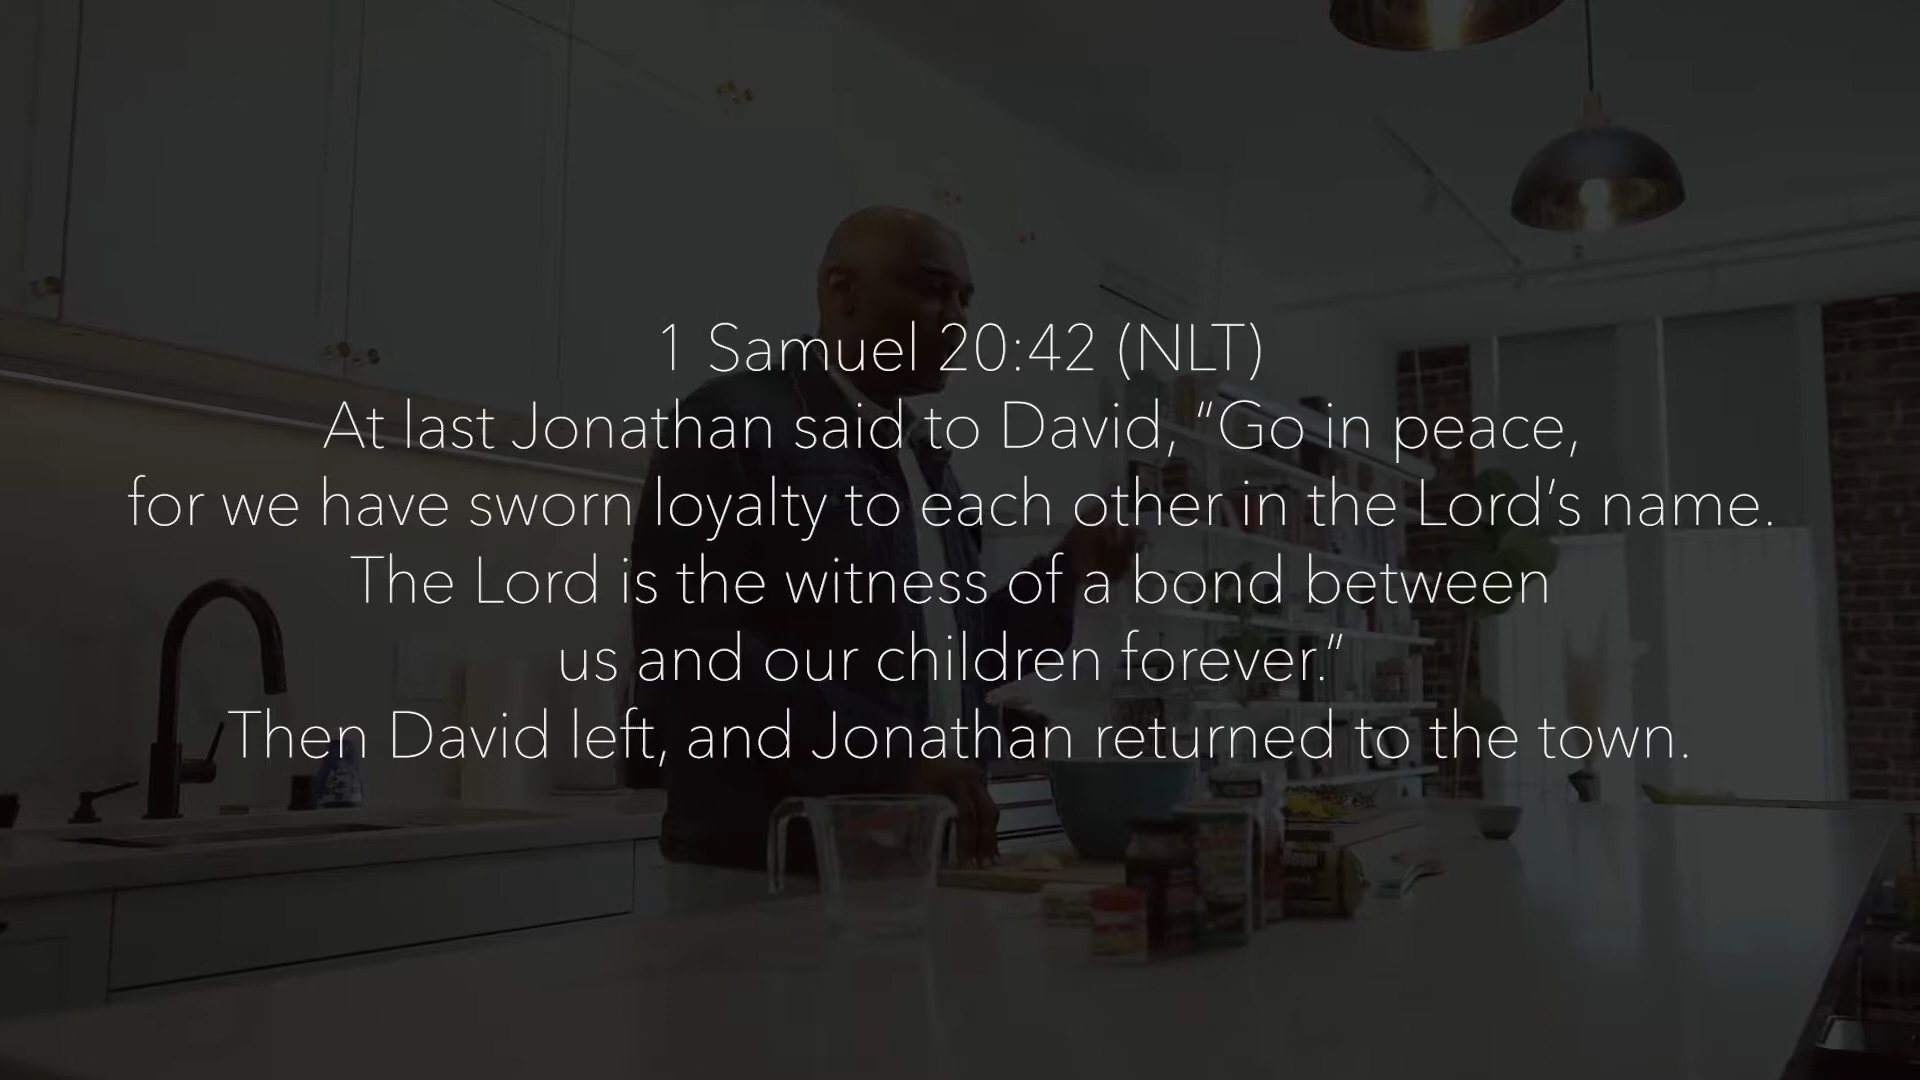 1 Samuel 20:42 (NLT)
At last Jonathan said to David, “Go in peace,
for we have sworn loyalty to each other in the Lord’s name.
The Lord is the witness of a bond between
us and our children forever.”
Then David left, and Jonathan returned to the town.